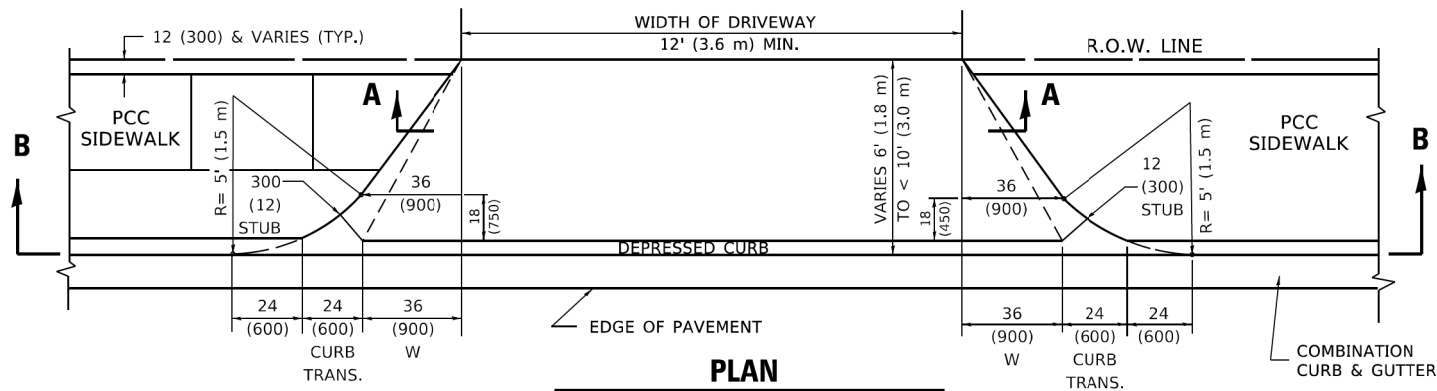 WIDTH OF DRIVEWAY
12' (3.6 m) MIN.
12 (300) & VARIES (TYP.)
R.O.W. LINE
A
A
PCC
SIDEWALK
PCC
SIDEWALK
B
B
R= 5' (1.5 m)
300
(12)
STUB
36
(900)
18
(750)
VARIES 6' (1.8 m)
TO < 10' (3.0 m)
36
(900)
18
(450)
12
(300)
STUB
R= 5' (1.5 m)
DEPRESSED CURB
24
(600)
24
(600)
CURB
TRANS.
36
(900)
W
EDGE OF PAVEMENT
36
(900)
W
24
(600)
CURB
TRANS.
24
(600)
COMBINATION
CURB & GUTTER
PLAN